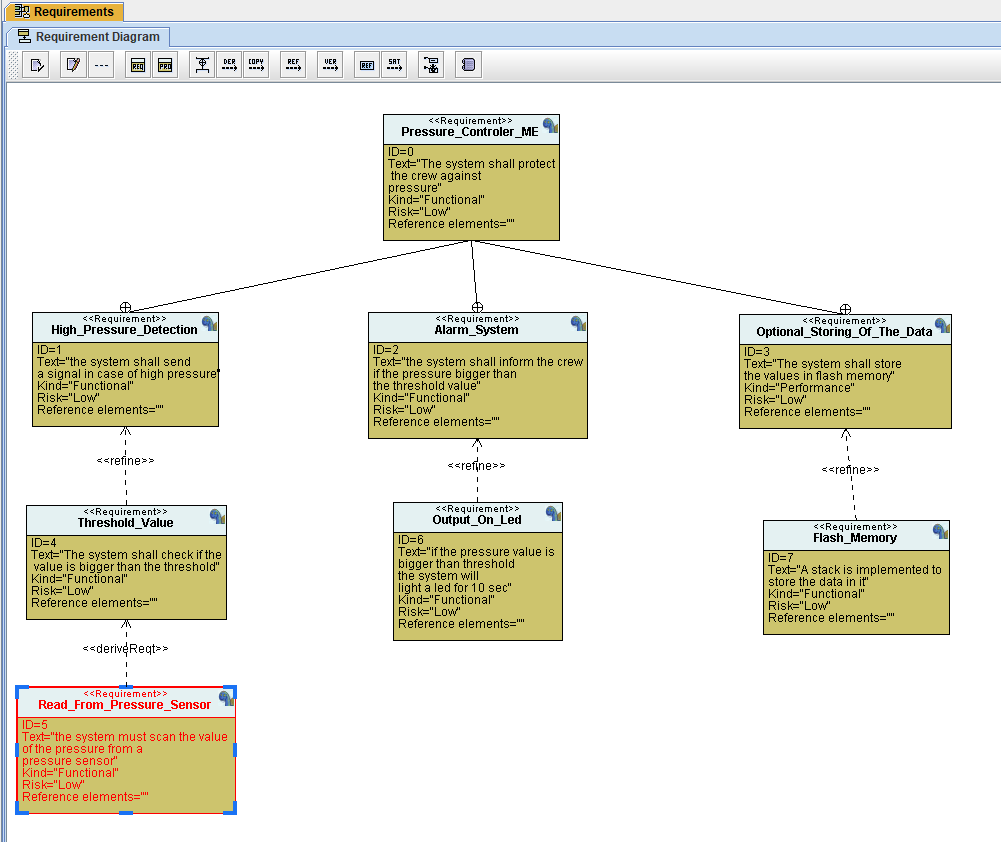 Requirements
Requirement Diagram
REQ
PRO
DER
COPY
REF
VER
REF
SAT
<<Requirement>>
Pressure_Controler_ME
ID=0
Text="The system shall protect
the crew against
pressure"
Kind="Functional"
Risk="Low"
Reference elements=""
<<Requirement>>
High_Pressure_Detection
ID=1
Text="the system shall send
a signal in case of high pressure"
Kind="Functional"
Risk="Low"
Reference elements=""
<<Requirement>>
Alarm_System
ID=2
Text="the system shall inform the crew
if the pressure bigger than
the threshold value"
Kind="Functional"
Risk="Low"
Reference elements=""
<<Requirement>>
Optional_Storing_Of_The_Data
ID=3
Text="The system shall store
the values in flash memory"
Kind="Performance"
Risk="Low"
Reference elements=""
<<refine>>
<<refine>>
<<refine>>
<<Requirement>>
Threshold_Value
ID=4
Text="The system shall check if the
value is bigger than the threshold"
Kind="Functional"
Risk="Low"
Reference elements=""
<<Requirement>>
Output_On_Led
ID=6
Text="if the pressure value is
bigger than threshold
the system will
light a led for 10 sec"
Kind="Functional"
Risk="Low"
Reference elements=""
<<Requirement>>
Flash_Memory
ID=7
Text="A stack is implemented to
store the data in it"
Kind="Functional"
Risk="Low"
Reference elements=""
<<deriveReqt>>
<<Requirement>>
Read_From_Pressure_Sensor
ID=5
Text="the system must scan the value
of the pressure from a
pressure sensor"
Kind="Functional"
Risk="Low"
Reference elements=""